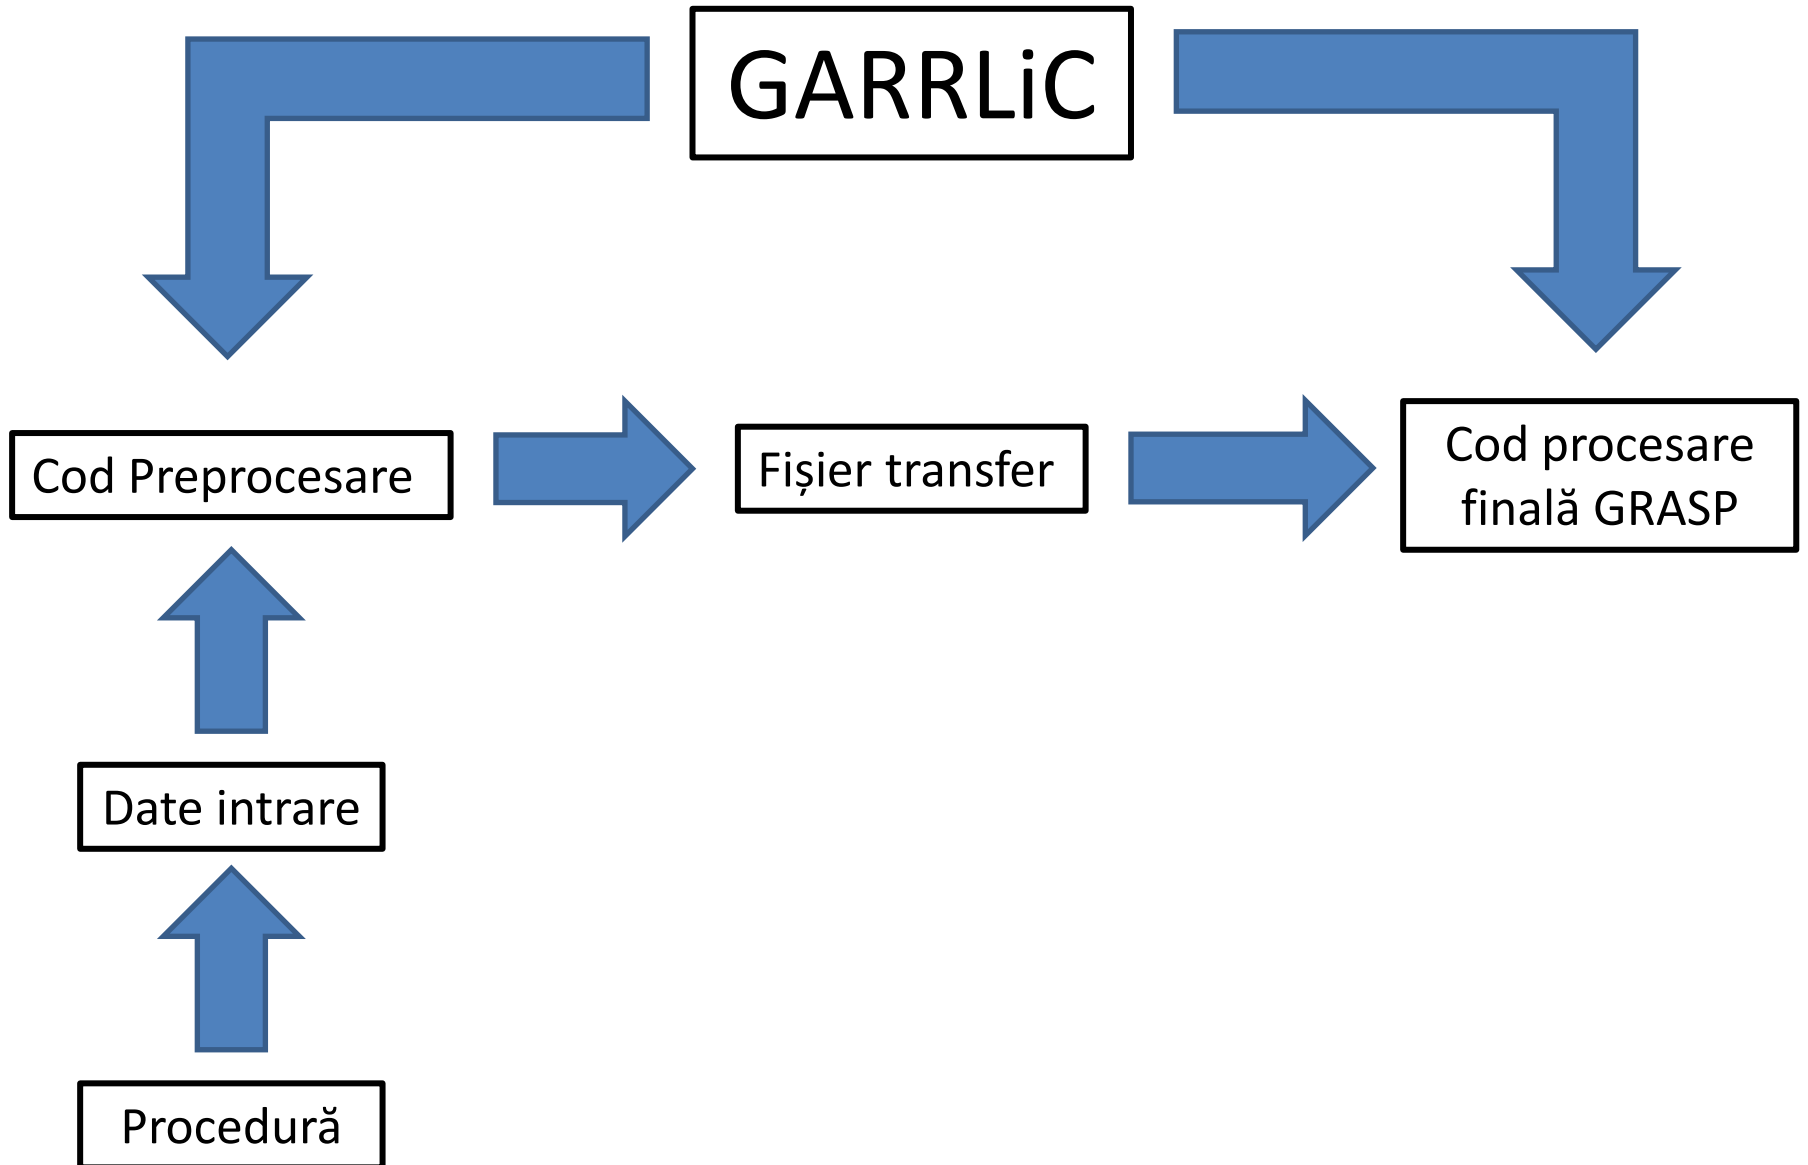 GARRLiC
Cod Preprocesare
Fișier transfer
Cod procesare
finală GRASP
Date intrare
Procedură